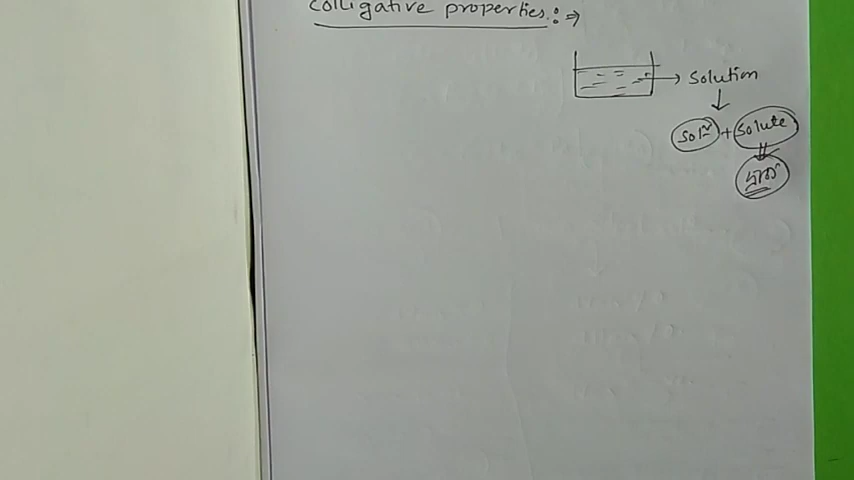 Colligative properties :⇒
→ Solution
↓
Solⁿ + Solute
⇓